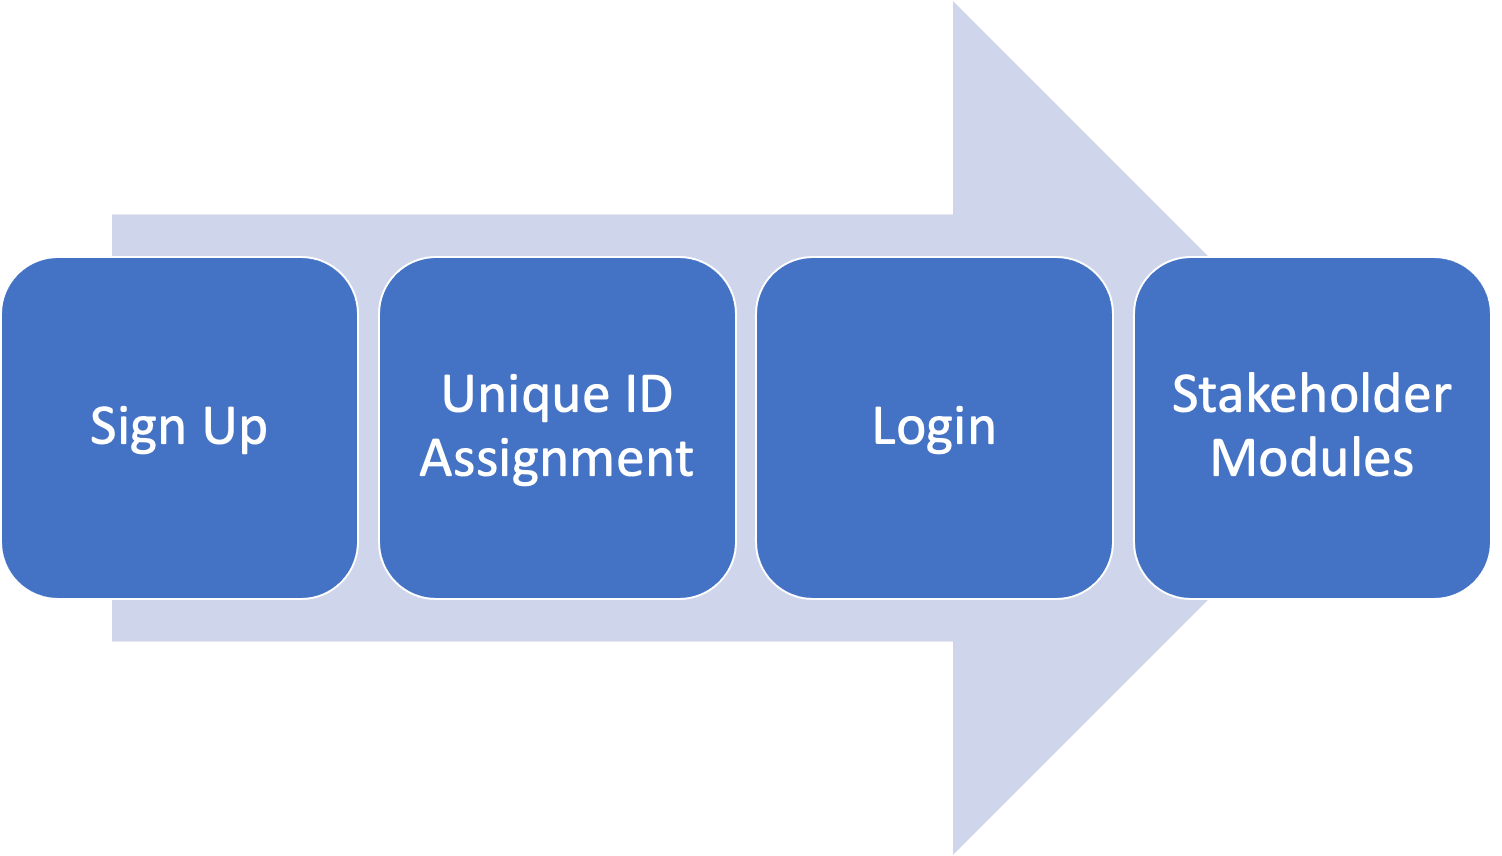 Sign Up
Unique ID
Assignment
Login
Stakeholder
Modules